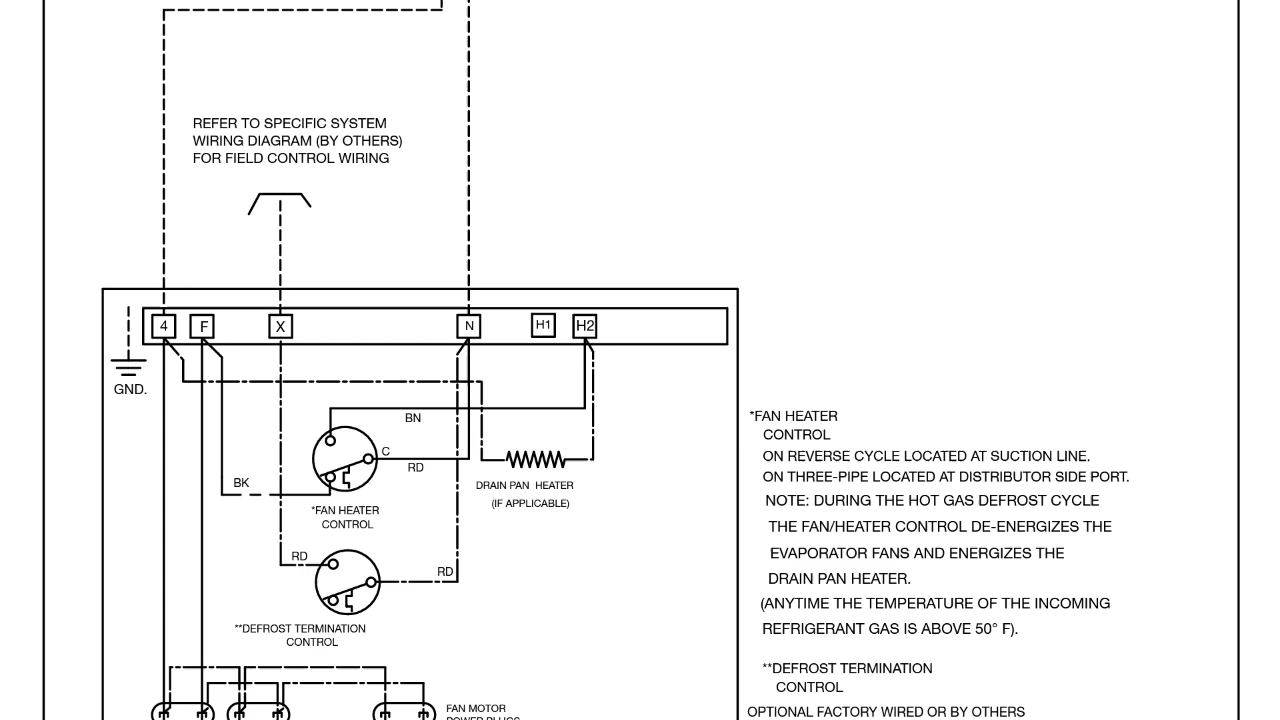 REFER TO SPECIFIC SYSTEM
WIRING DIAGRAM (BY OTHERS)
FOR FIELD CONTROL WIRING
4 F X N H1 H2
GND.
BN
C
RD
BK
DRAIN PAN HEATER
(IF APPLICABLE)
*FAN HEATER
CONTROL
RD
RD
**DEFROST TERMINATION
CONTROL
FAN MOTOR
POWER PLUGS
*FAN HEATER
CONTROL
ON REVERSE CYCLE LOCATED AT SUCTION LINE.
ON THREE-PIPE LOCATED AT DISTRIBUTOR SIDE PORT.
NOTE: DURING THE HOT GAS DEFROST CYCLE
THE FAN/HEATER CONTROL DE-ENERGIZES THE
EVAPORATOR FANS AND ENERGIZES THE
DRAIN PAN HEATER.
(ANYTIME THE TEMPERATURE OF THE INCOMING
REFRIGERANT GAS IS ABOVE 50° F).
**DEFROST TERMINATION
CONTROL
OPTIONAL FACTORY WIRED OR BY OTHERS